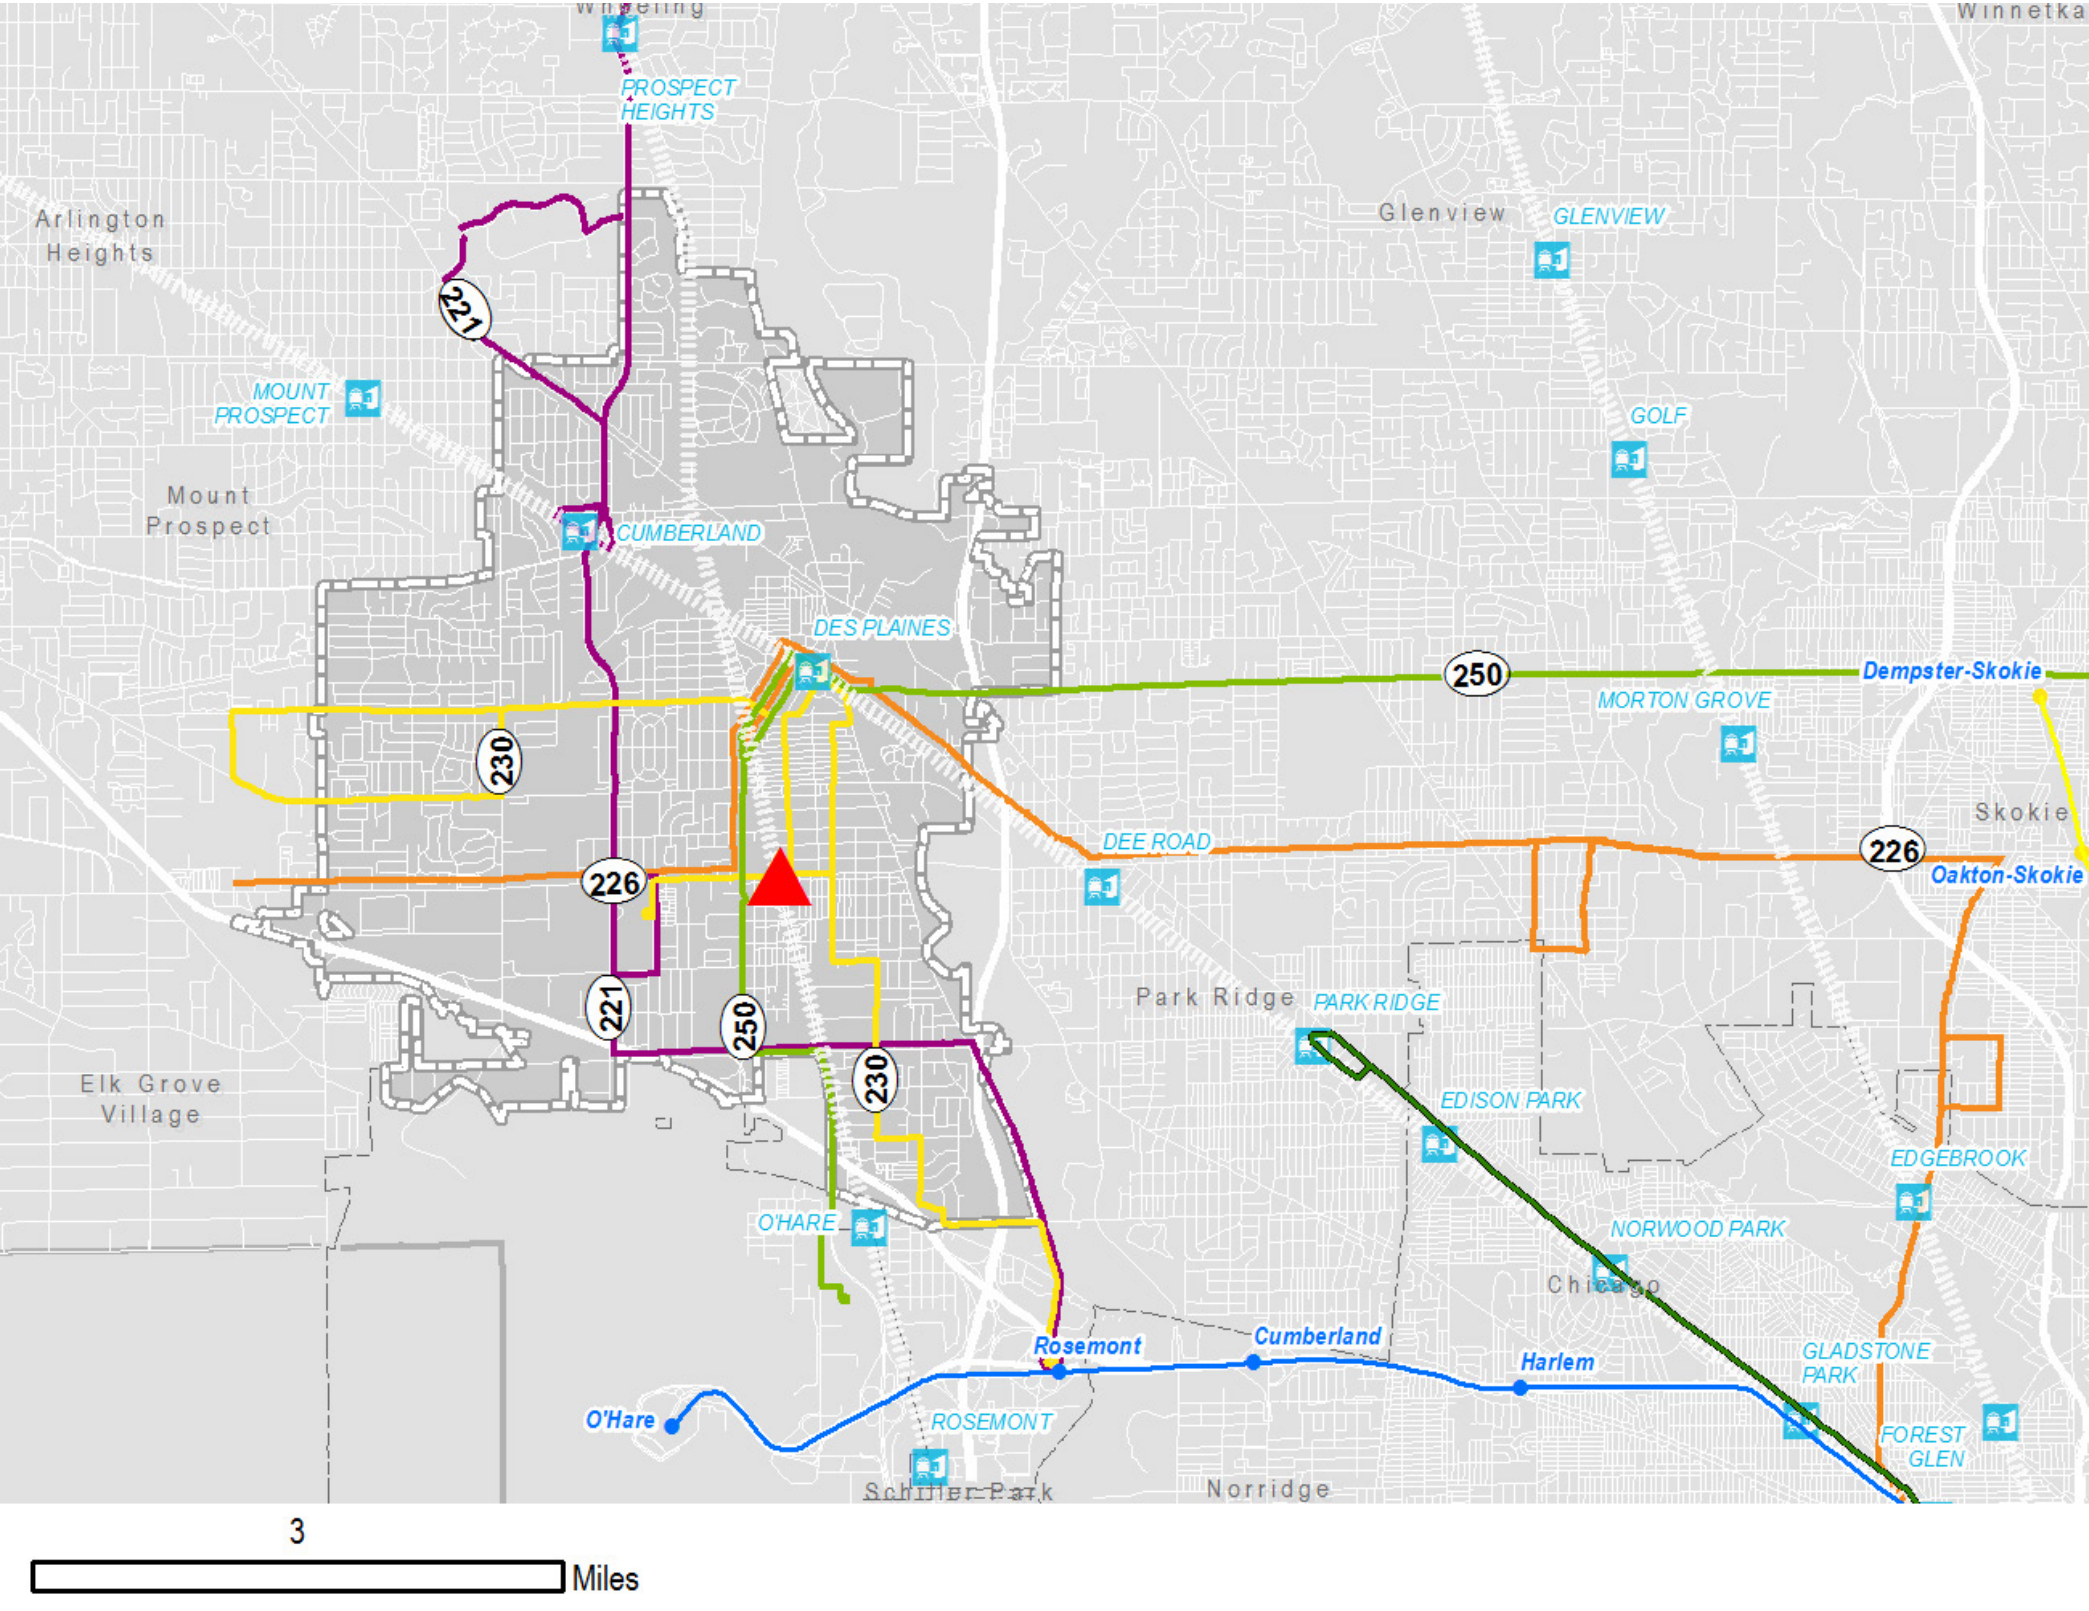 Wheeling
Winnetka
PROSPECT
HEIGHTS
Arlington
Heights
Glenview
GLENVIEW
221
MOUNT
PROSPECT
GOLF
Mount
Prospect
CUMBERLAND
DES PLAINES
250
Dempster-Skokie
MORTON GROVE
230
Skokie
DEE ROAD
226
226
Oakton-Skokie
Park Ridge
PARK RIDGE
221
250
230
Elk Grove
Village
EDISON PARK
EDGEBROOK
O'HARE
NORWOOD PARK
Chicago
Rosemont
Cumberland
Harlem
GLADSTONE
PARK
O'Hare
ROSEMONT
FOREST
GLEN
Schiller Park
Norridge
3
Miles